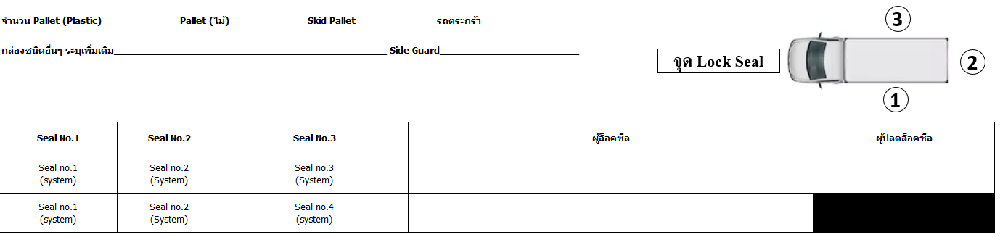 จำนวน Pallet (Plastic)_____________ Pallet (ไม้)_____________ Skid Pallet _____________ รถตระกร้า_____________
กล่องชนิดอื่นๆ ระบุเพิ่มเติม_______________________________________________ Side Guard________________________
จุด Lock Seal
3
2
1
Seal No.1 Seal No.2 Seal No.3 ผู้ล็อคซีล ผู้ปลดล็อคซีล
Seal no.1 Seal no.2 Seal no.3
(system) (System) (System)
Seal no.1 Seal no.2 Seal no.4
(system) (System) (system)